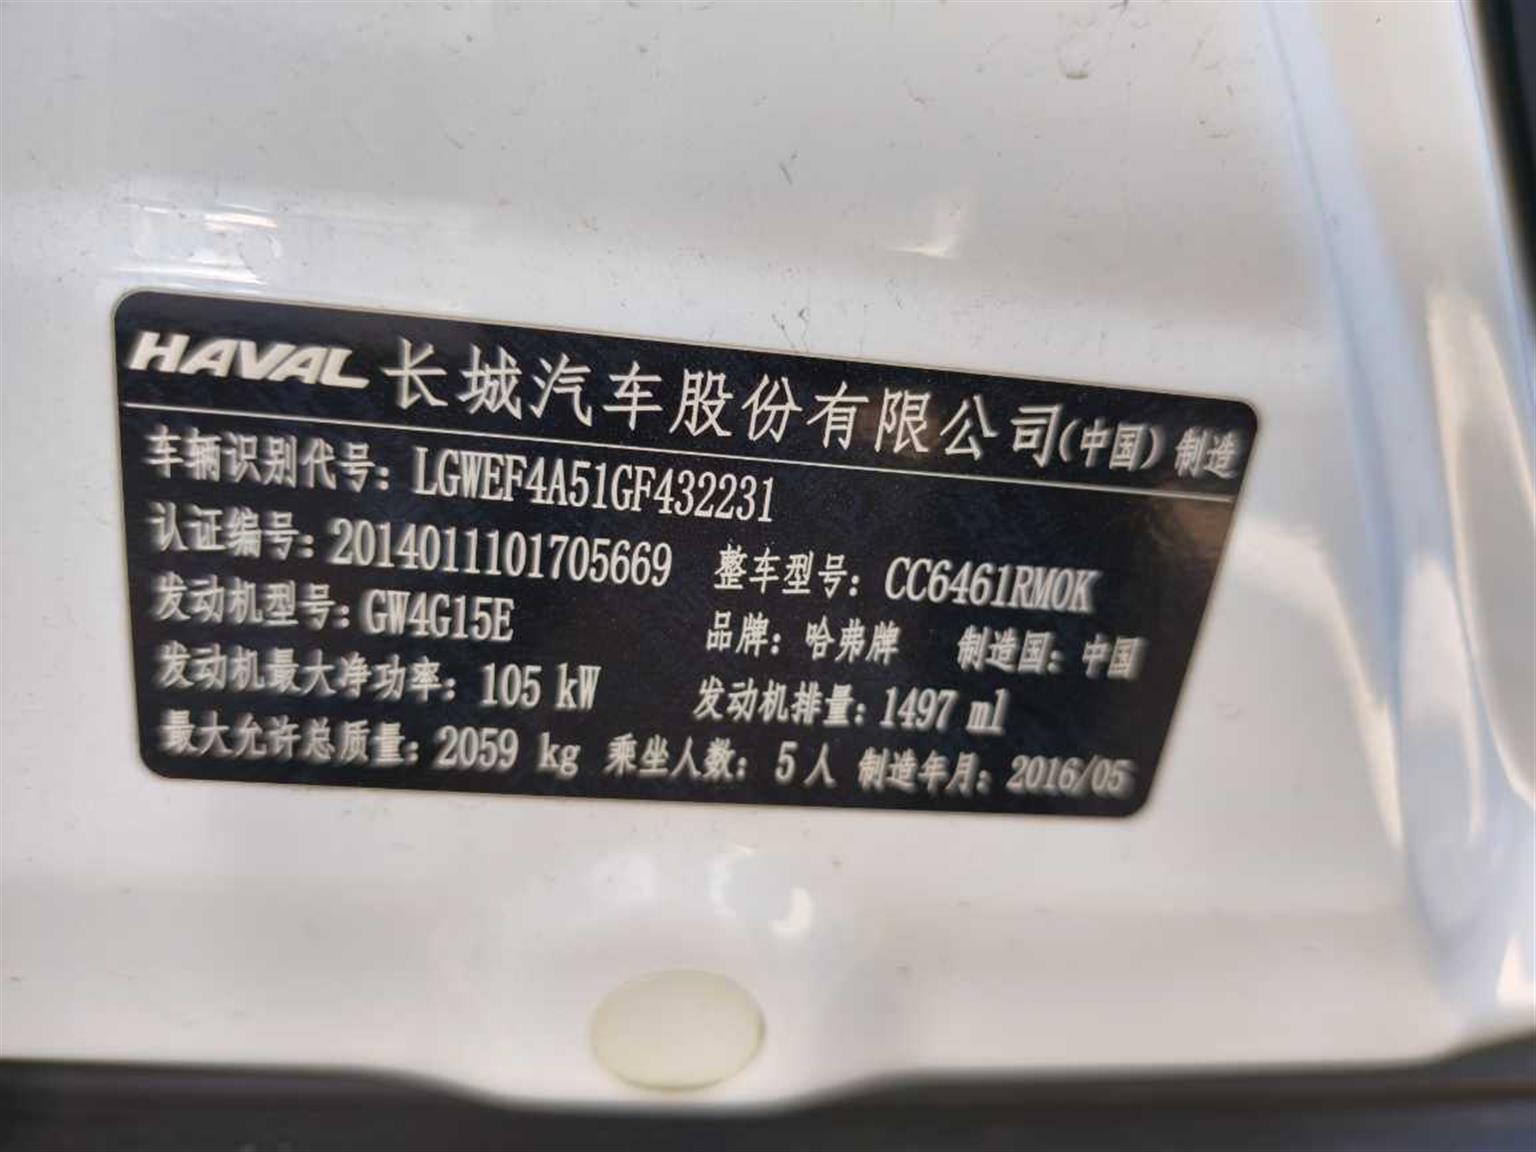 HAVAL 长城汽车股份有限公司(中国)制造
车辆识别代号: LGWEF4A51GF432231
认证编号: 2014011101705669 整车型号: CC6461RM0K
发动机型号: GW4G15E 品牌: 哈弗牌 制造国: 中国
发动机最大净功率: 105 kW 发动机排量: 1497 ml
最大允许总质量: 2059 kg 乘坐人数: 5人 制造年月: 2016/05